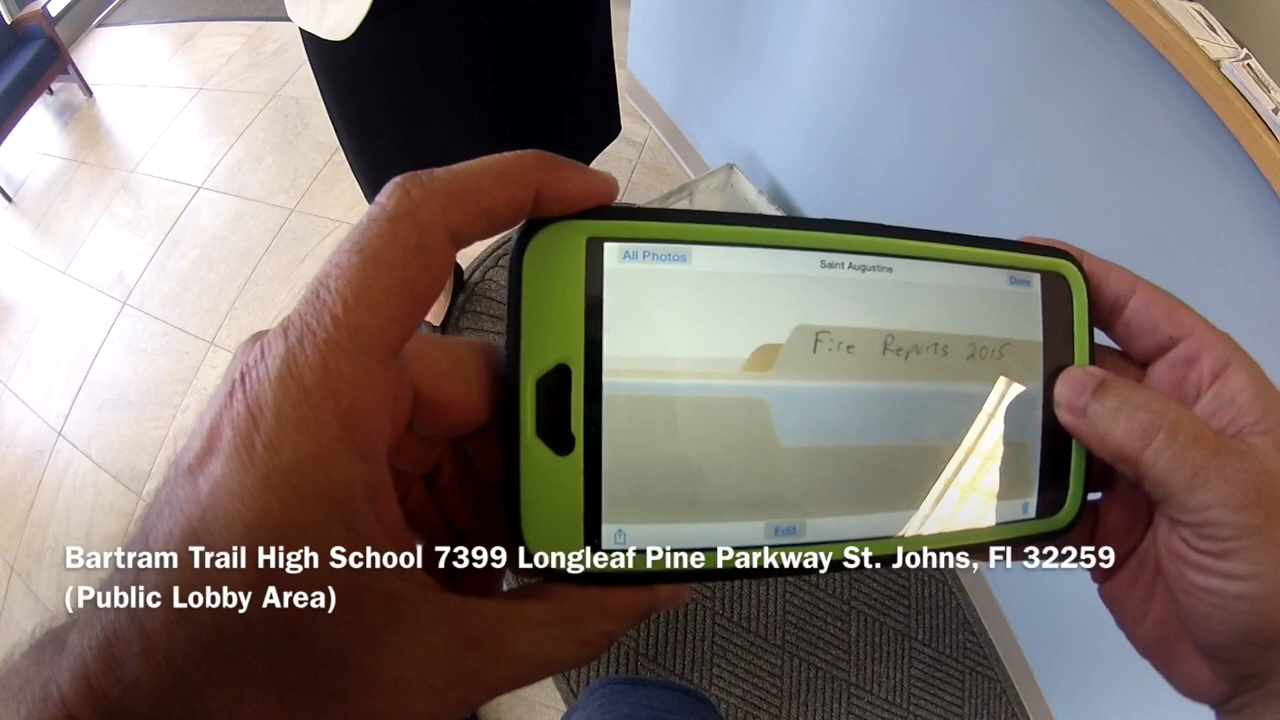 All Photos
Saint Augustine
Done
Fire Reports 2015
Edit
Bartram Trail High School 7399 Longleaf Pine Parkway St. Johns, Fl 32259
(Public Lobby Area)